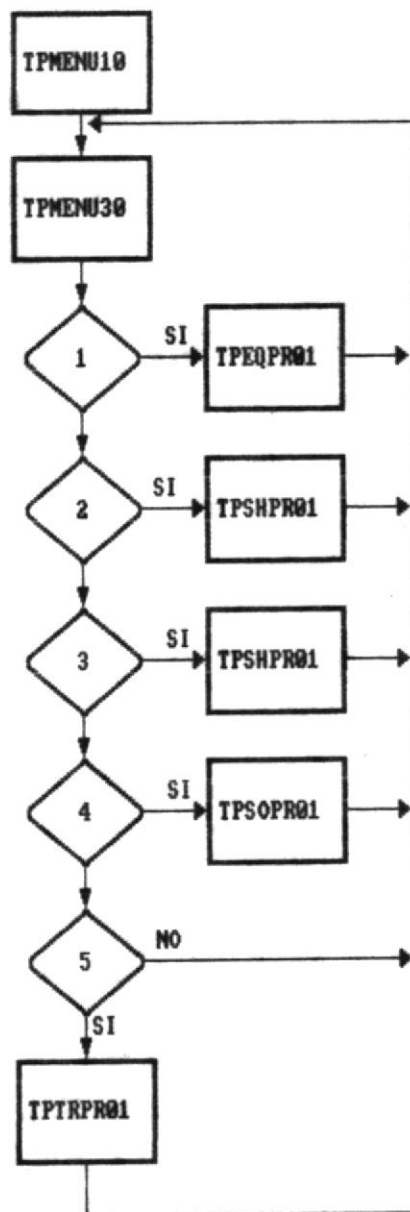 TPMENU10
TPMENU30
1
SI
TPEQPR01
2
SI
TPSHPR01
3
SI
TPSHPR01
4
SI
TPSOPR01
5
NO
SI
TPTRPR01